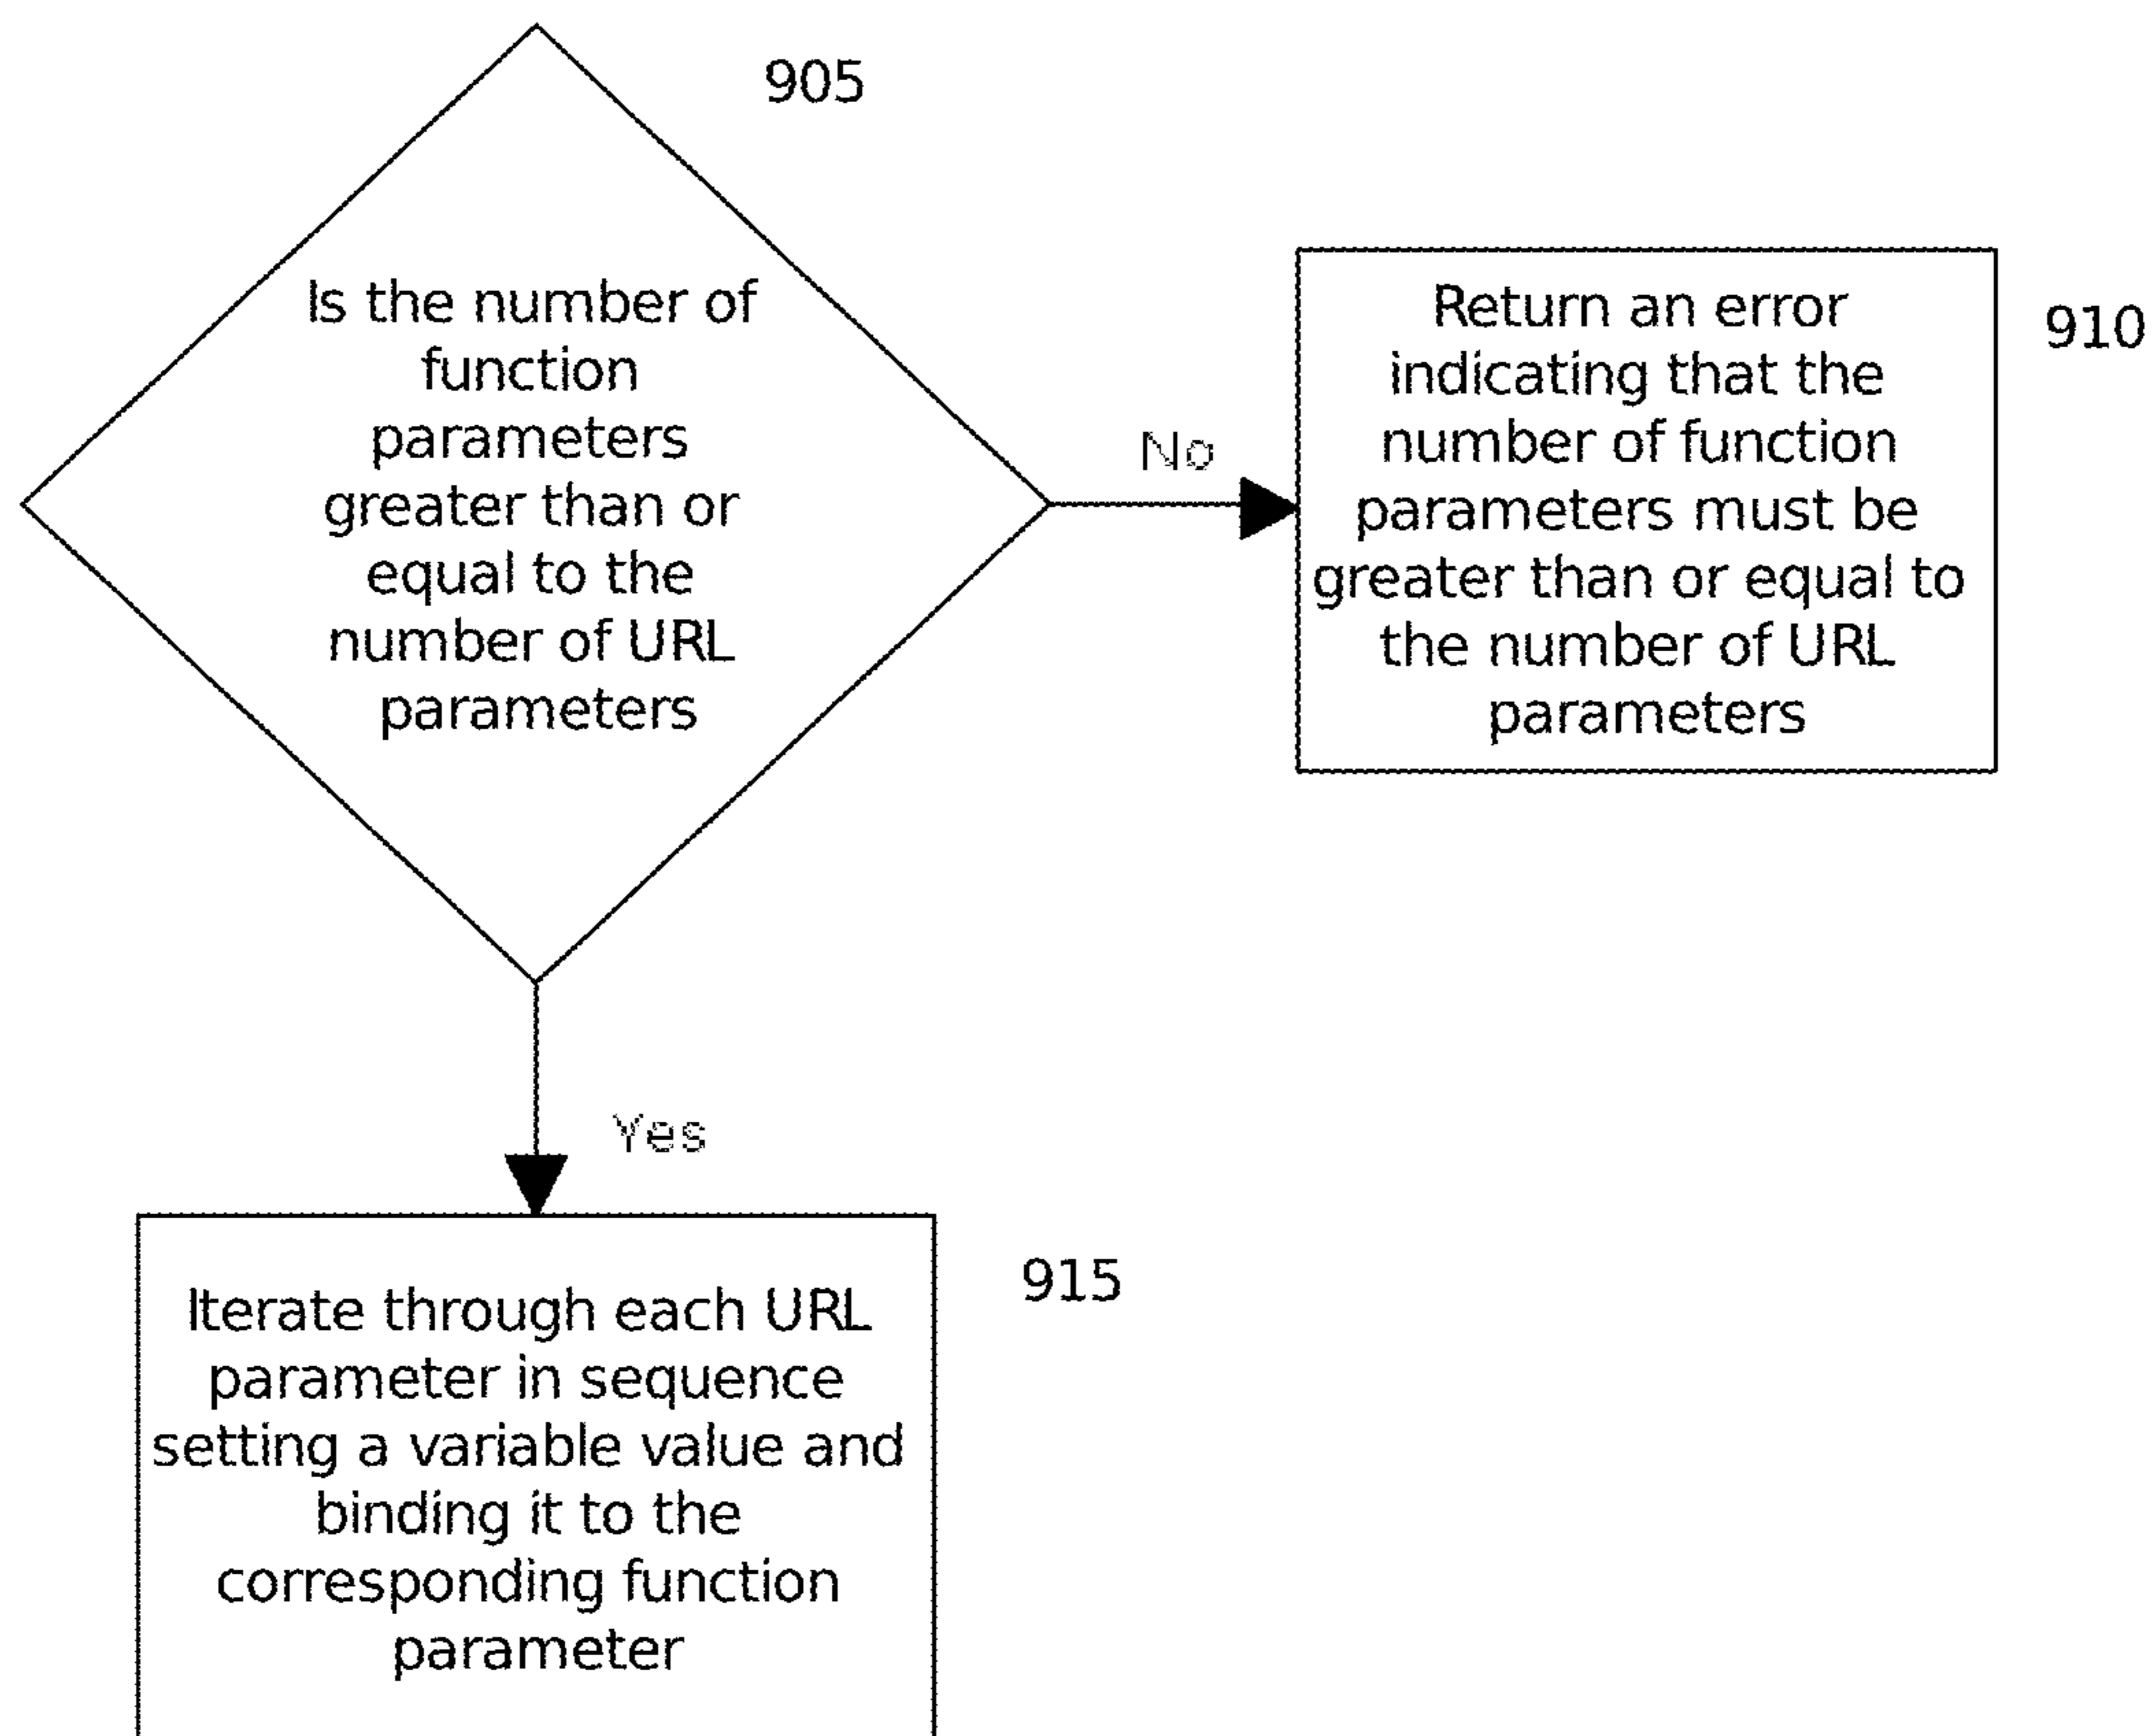 905
Is the number of
function
parameters
greater than or
equal to the
number of URL
parameters
No
Return an error
indicating that the
number of function
parameters must be
greater than or equal to
the number of URL
parameters
910
Yes
Iterate through each URL
parameter in sequence
setting a variable value and
binding it to the
corresponding function
parameter
915